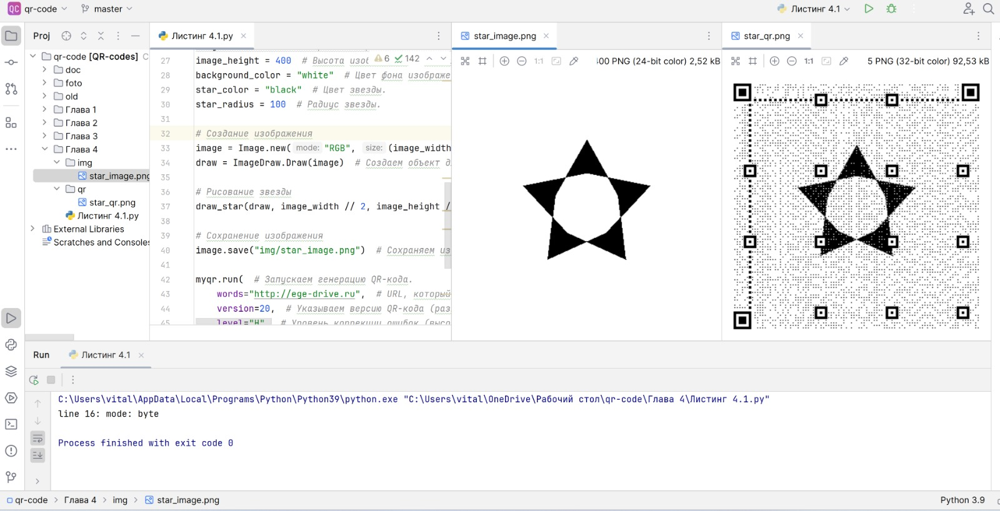 QC qr-code master Листинг 4.1
Proj
qr-code [QR-codes] C
doc
foto
old
Глава 1
Глава 2
Глава 3
Глава 4
img
star_image.png
qr
star_qr.png
Листинг 4.1.py
External Libraries
Scratches and Consoles
Листинг 4.1.py
6 142
27 image_height = 400 # Высота изоб
28 background_color = "white" # Цвет фона изображе
29 star_color = "black" # Цвет звезды.
30 star_radius = 100 # Радиус звезды.
31
32 # Создание изображения
33 image = Image.new( mode: "RGB", size: (image_width
34 draw = ImageDraw.Draw(image) # Создаем объект д
35
36 # Рисование звезды
37 draw_star(draw, image_width // 2, image_height /
38
39 # Сохранение изображения
40 image.save("img/star_image.png") # Сохраняем из
41
42 myqr.run( # Запускаем генерацию QR-кода.
43 words="http://ege-drive.ru", # URL, который
44 version=20, # Указываем версию QR-кода (раз
45 level="H" # Уровень коррекции ошибок (высо
star_image.png
1:1 400 PNG (24-bit color) 2,52 kB
star_qr.png
1:1 5 PNG (32-bit color) 92,53 kB
Run Листинг 4.1
C:\Users\vital\AppData\Local\Programs\Python\Python39\python.exe "C:\Users\vital\OneDrive\Рабочий стол\qr-code\Глава 4\Листинг 4.1.py"
line 16: mode: byte
Process finished with exit code 0
qr-code > Глава 4 > img > star_image.png
Python 3.9